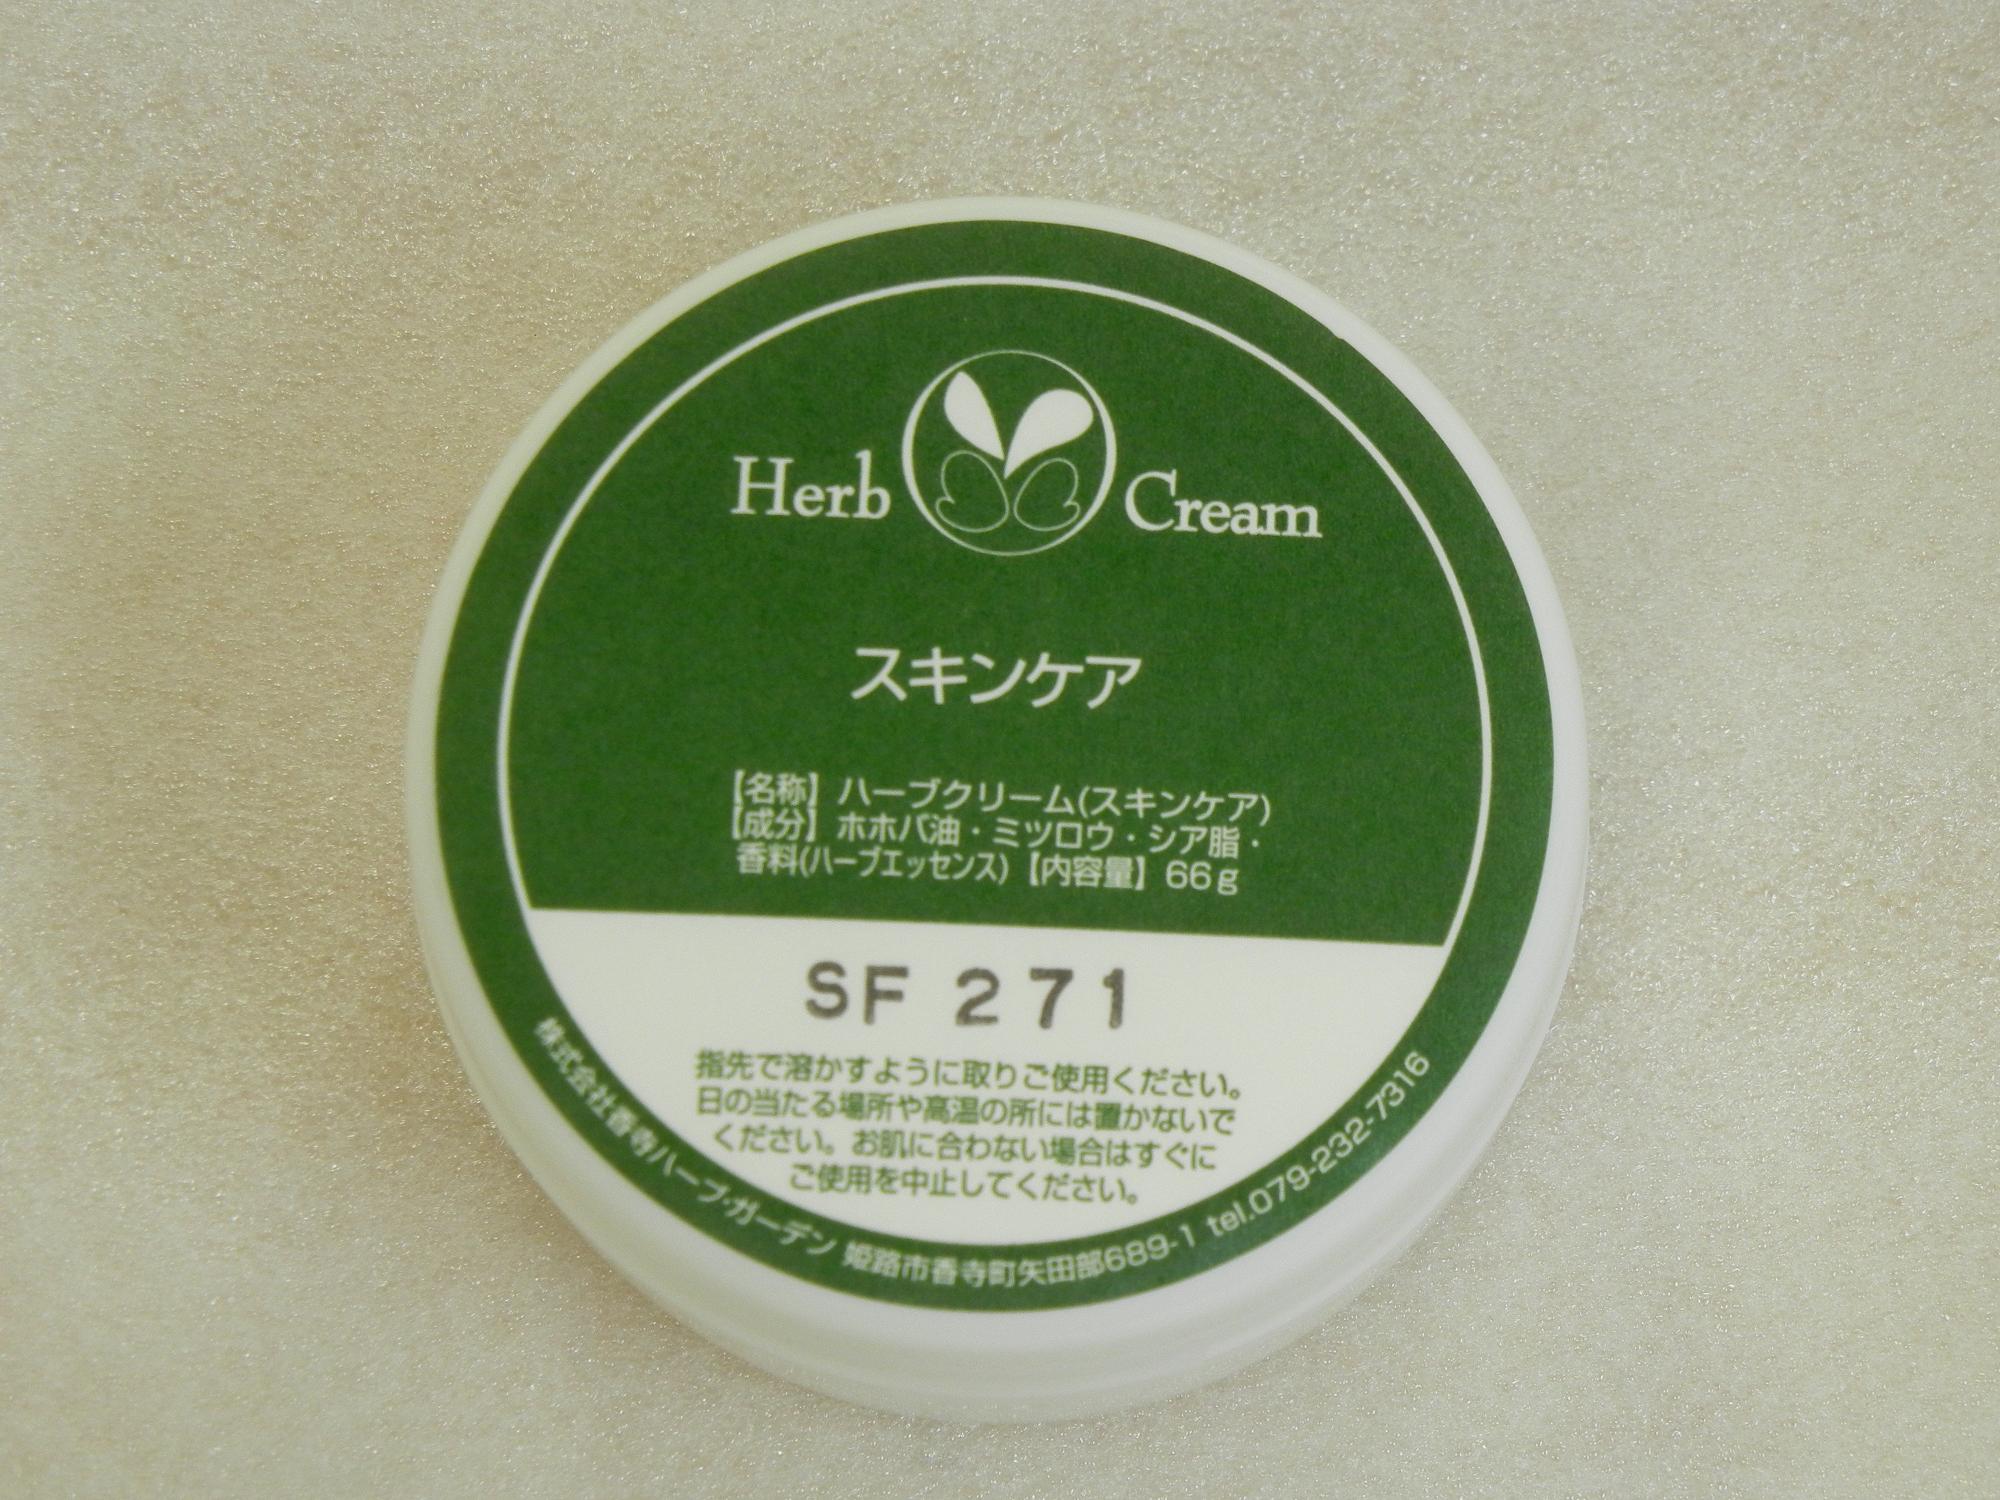 Herb Cream
スキンケア
【名称】ハーブクリーム(スキンケア)
【成分】ホホバ油・ミツロウ・シア脂・
香料(ハーブエッセンス)【内容量】66g
SF 271
指先で溶かすように取りご使用ください。
日の当たる場所や高温の所には置かないで
ください。お肌に合わない場合はすぐに
ご使用を中止してください。
株式会社香寺ハーブ・ガーデン 姫路市香寺町矢田部689-1 tel.079-232-7316